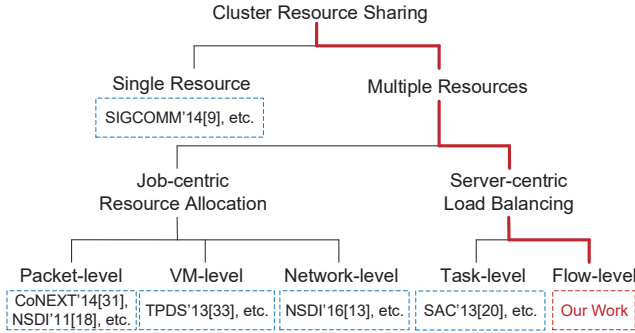 Cluster Resource Sharing
Single Resource
Multiple Resources
SIGCOMM'14[9], etc.
Job-centric
Resource Allocation
Server-centric
Load Balancing
Packet-level
VM-level
Network-level
Task-level
Flow-level
CoNEXT'14[31],
NSDI'11[18], etc.
TPDS'13[33], etc.
NSDI'16[13], etc.
SAC'13[20], etc.
Our Work